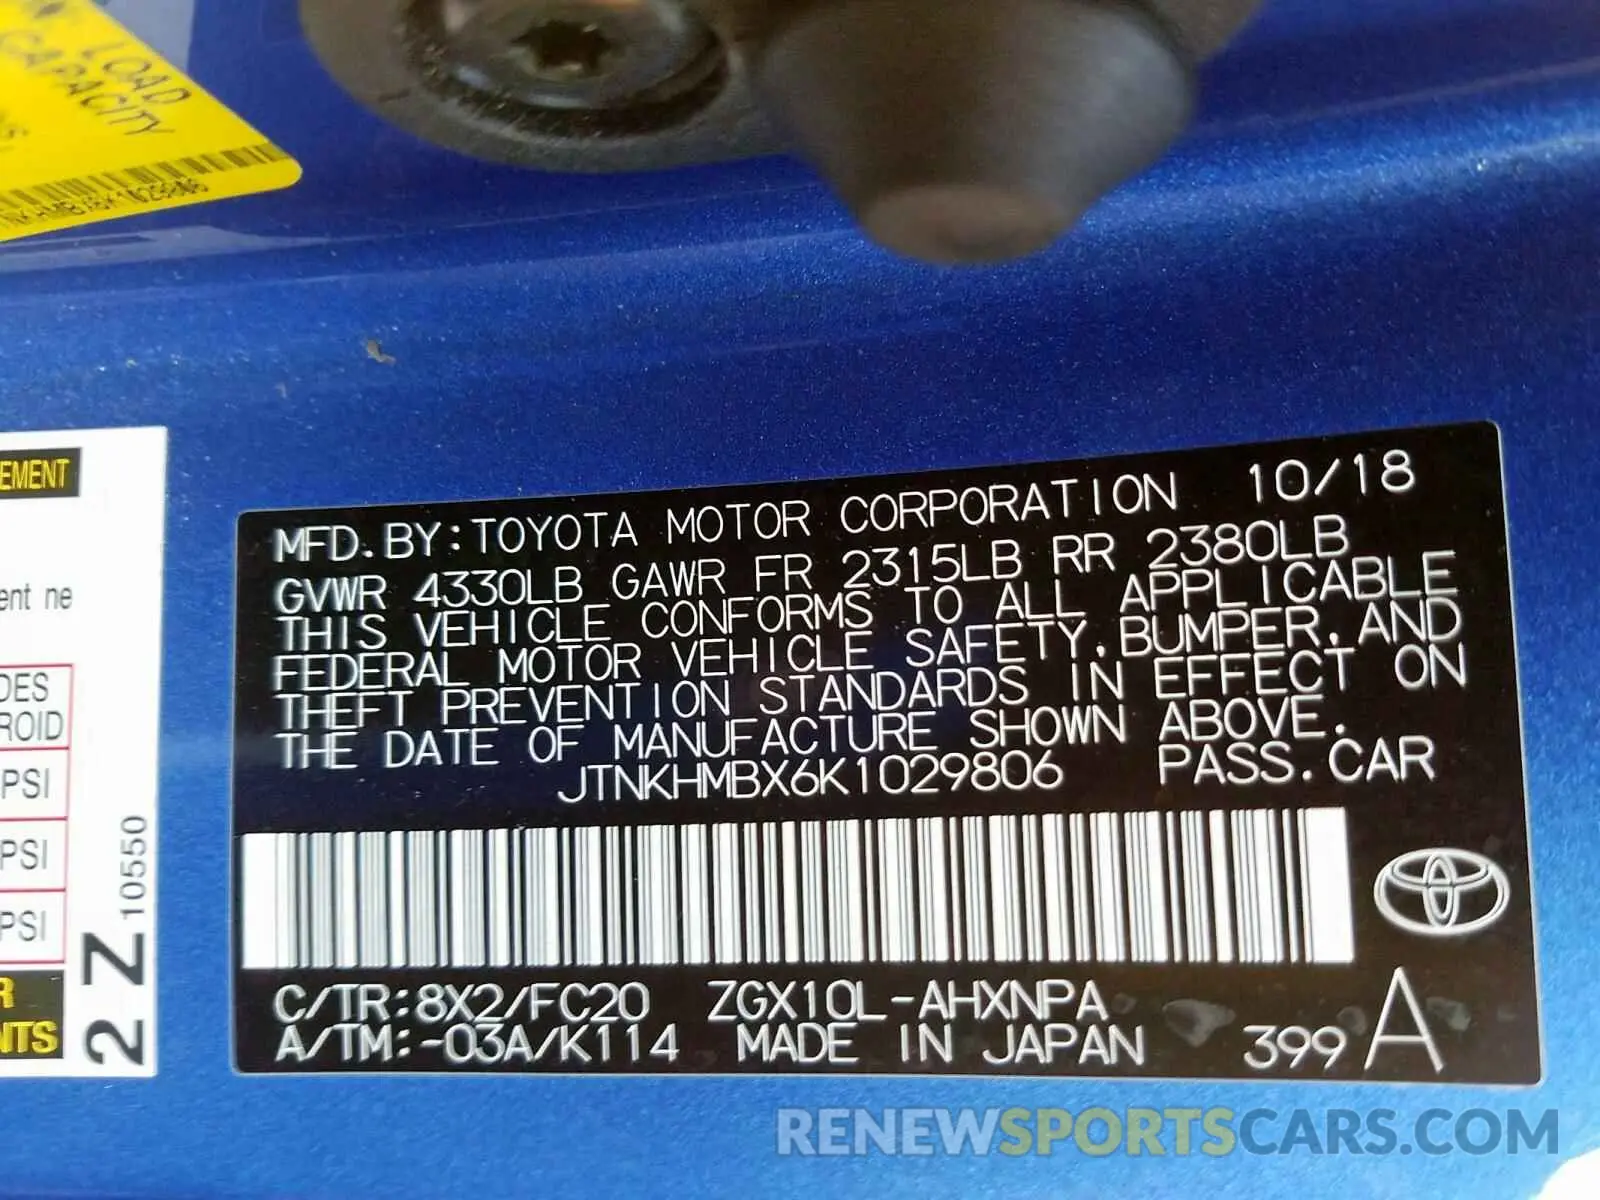 LOAD
CAPACITY
EMENT
ent ne
DES
ROID
PSI
PSI
PSI
R
NTS
2 Z 10550
MFD. BY: TOYOTA MOTOR CORPORATION 10/18
GVWR 4330LB GAWR FR 2315LB RR 2380LB
THIS VEHICLE CONFORMS TO ALL APPLICABLE
FEDERAL MOTOR VEHICLE SAFETY, BUMPER, AND
THEFT PREVENTION STANDARDS IN EFFECT ON
THE DATE OF MANUFACTURE SHOWN ABOVE.
JTNKHMBX6K1029806 PASS. CAR
C/TR:8X2/FC20 ZGX10L-AHXNPA
A/TM:-03A/K114 MADE IN JAPAN 399 A
RENEWSPORTSCARS.COM